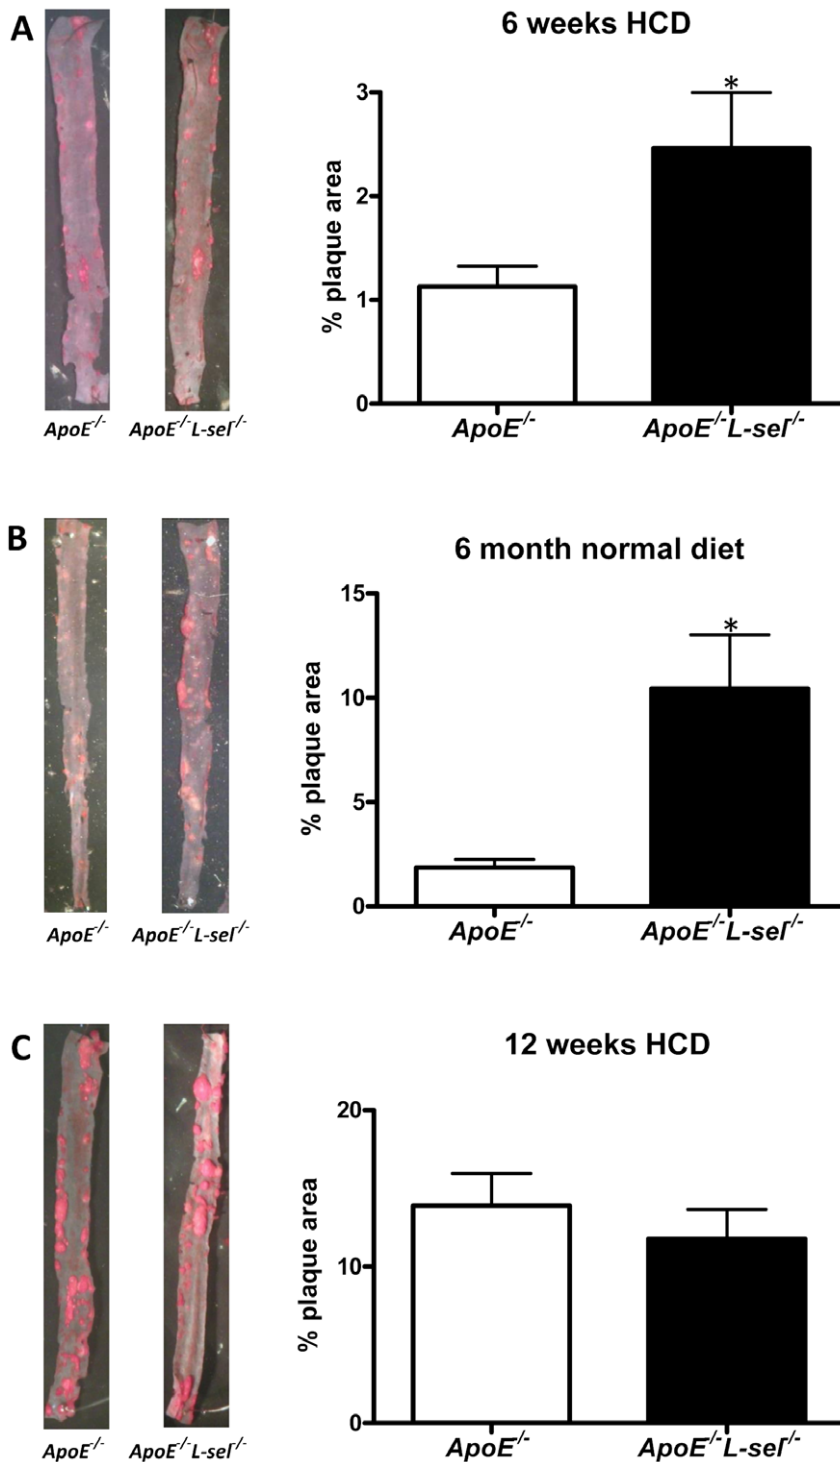 A
6 weeks HCD
% plaque area
3
2
1
0
*
ApoE-/-
ApoE-/-L-sel-/-
ApoE-/-
ApoE-/-L-sel-/-
B
6 month normal diet
% plaque area
15
10
5
0
*
ApoE-/-
ApoE-/-L-sel-/-
ApoE-/-
ApoE-/-L-sel-/-
C
12 weeks HCD
% plaque area
20
10
0
ApoE-/-
ApoE-/-L-sel-/-
ApoE-/-
ApoE-/-L-sel-/-